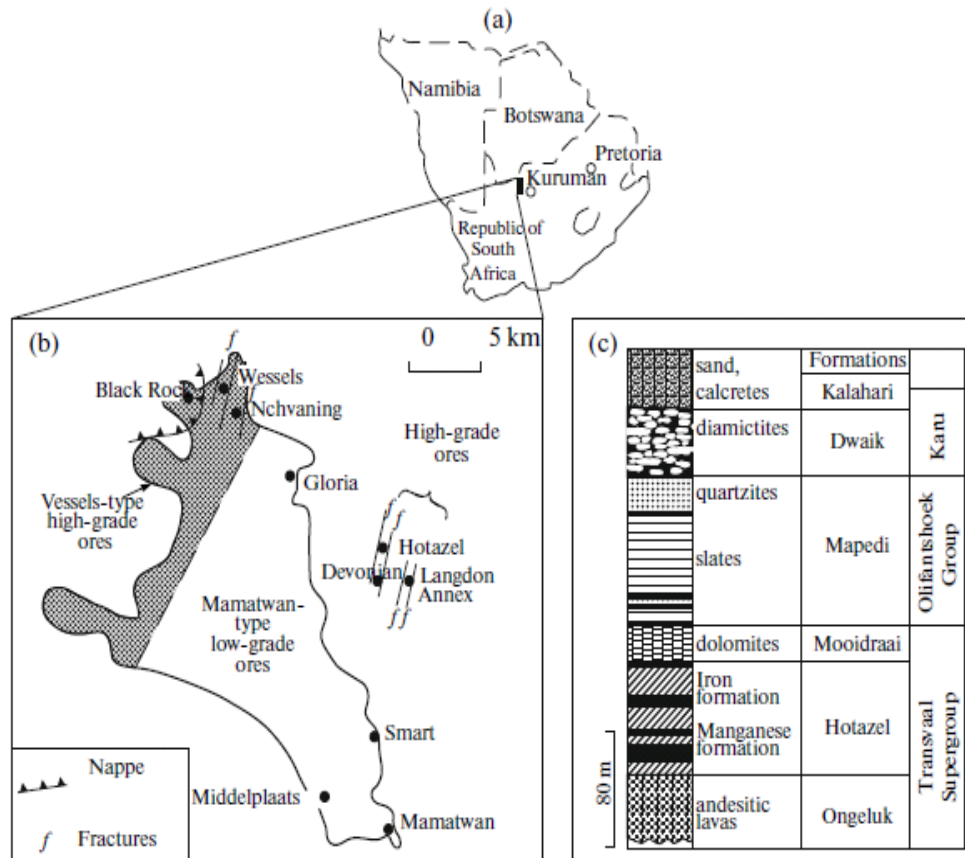 (a)
Namibia
Botswana
Pretoria
Kuruman
Republic of
South
Africa
(b)
0 5 km
f
Wessels
Black Rock
f
Nchvaning
High-grade
ores
Gloria
Vessels-type
high-grade
ores
f
f
Hotazel
Devonian
Langdon
Annex
f f
Mamatwan-
type
low-grade
ores
Smart
Nappe
Middelplaats
Mamatwan
f Fractures
(c)
sand,
calcretes
Formations
Kalahari
diamictites
Dwaik
Karu
quartzites
slates
Mapedi
Olifantshoek
Group
dolomites
Mooidraai
Iron
formation
Manganese
formation
Hotazel
Transvaal
Supergroup
80 m
andesitic
lavas
Ongeluk